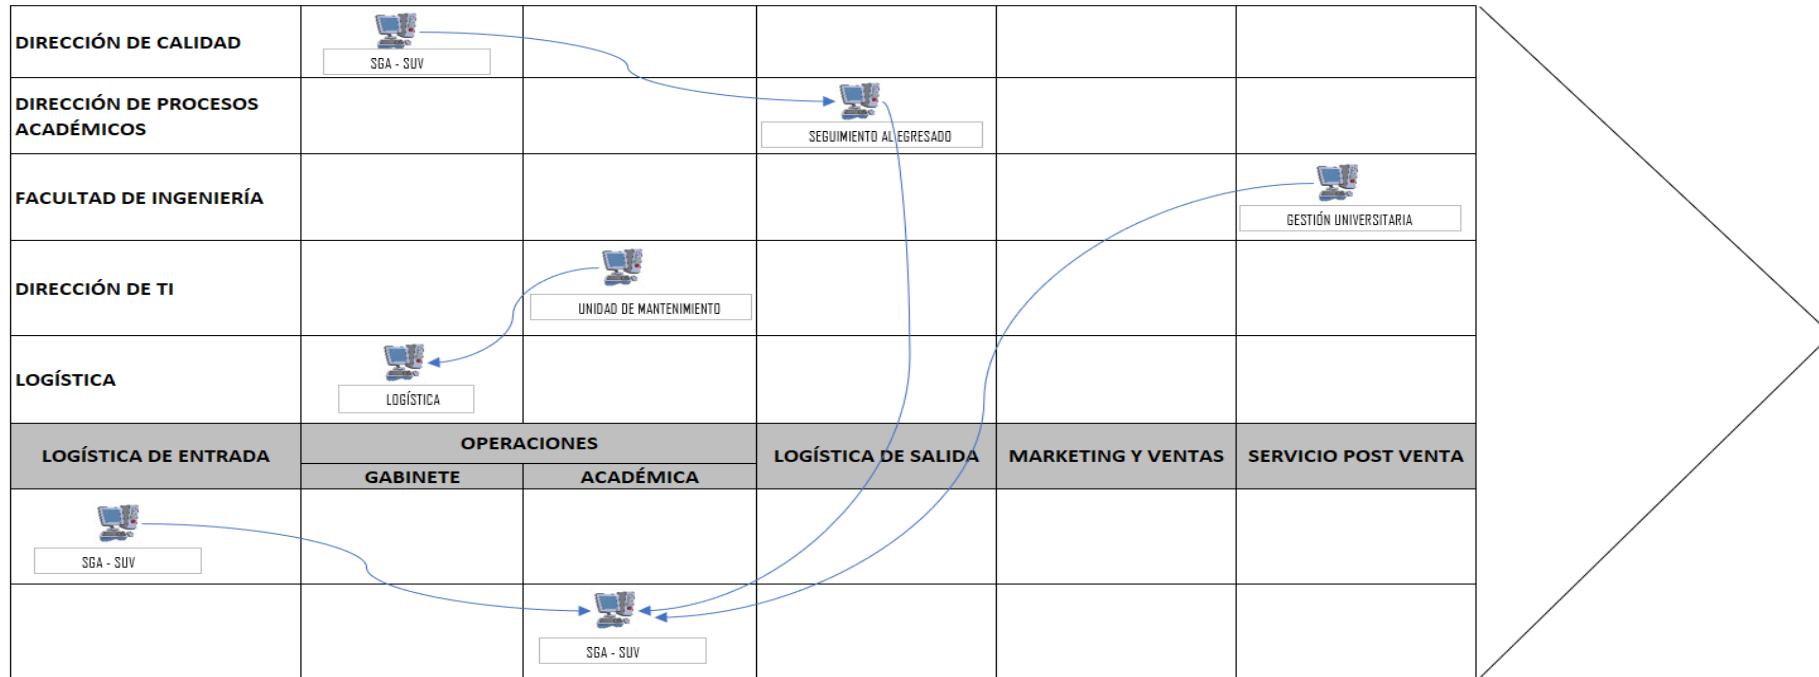 DIRECCIÓN DE CALIDAD
SGA - SUV
DIRECCIÓN DE PROCESOS
ACADÉMICOS
SEGUIMIENTO AL EGRESADO
FACULTAD DE INGENIERÍA
GESTIÓN UNIVERSITARIA
DIRECCIÓN DE TI
UNIDAD DE MANTENIMIENTO
LOGÍSTICA
LOGÍSTICA
LOGÍSTICA DE ENTRADA
OPERACIONES
GABINETE
ACADÉMICA
LOGÍSTICA DE SALIDA
MARKETING Y VENTAS
SERVICIO POST VENTA
SGA - SUV
SGA - SUV